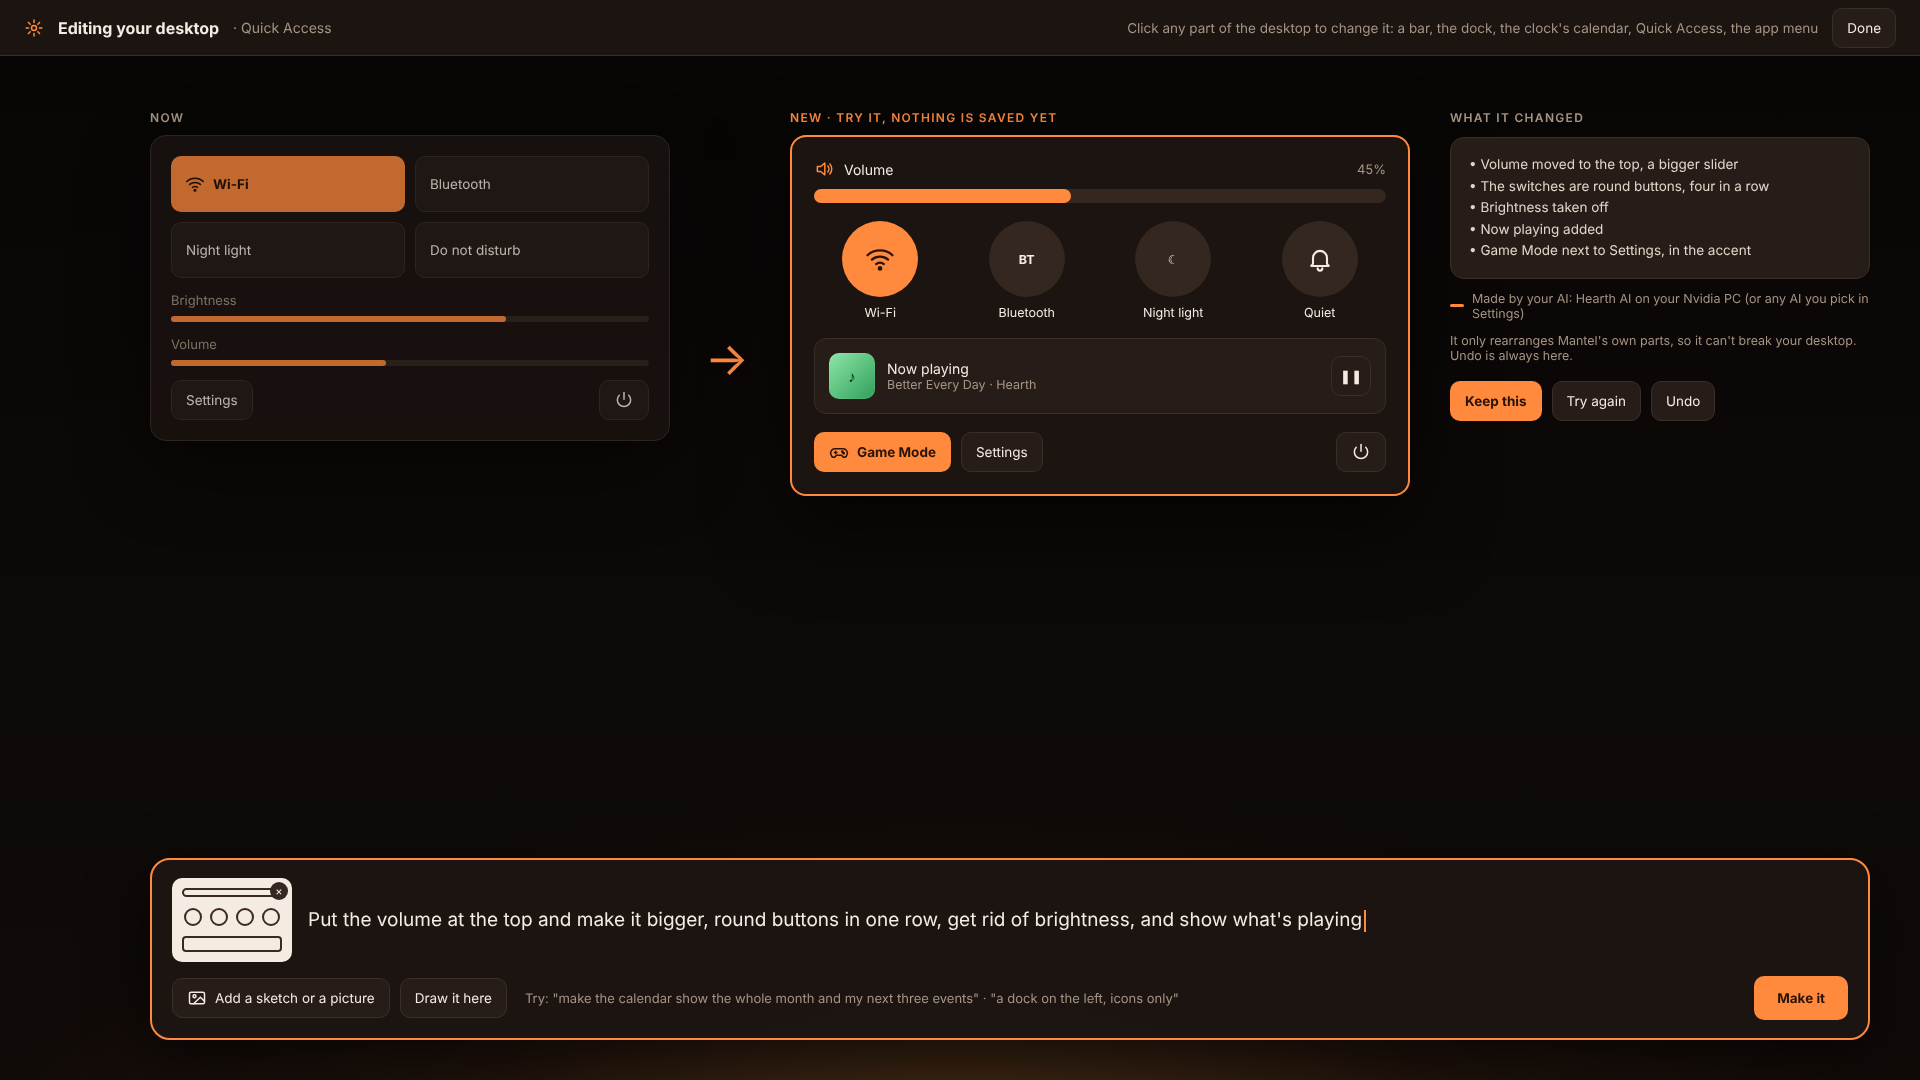 Editing your desktop · Quick Access
Click any part of the desktop to change it: a bar, the dock, the clock's calendar, Quick Access, the app menu
Done
NOW
Wi-Fi
Bluetooth
Night light
Do not disturb
Brightness
Volume
Settings
NEW · TRY IT, NOTHING IS SAVED YET
Volume
45%
BT
Wi-Fi
Bluetooth
Night light
Quiet
Now playing
Better Every Day · Hearth
Game Mode
Settings
WHAT IT CHANGED
• Volume moved to the top, a bigger slider
• The switches are round buttons, four in a row
• Brightness taken off
• Now playing added
• Game Mode next to Settings, in the accent
Made by your AI: Hearth AI on your Nvidia PC (or any AI you pick in
Settings)
It only rearranges Mantel's own parts, so it can't break your desktop.
Undo is always here.
Keep this
Try again
Undo
Put the volume at the top and make it bigger, round buttons in one row, get rid of brightness, and show what's playing
Add a sketch or a picture
Draw it here
Try: "make the calendar show the whole month and my next three events" · "a dock on the left, icons only"
Make it